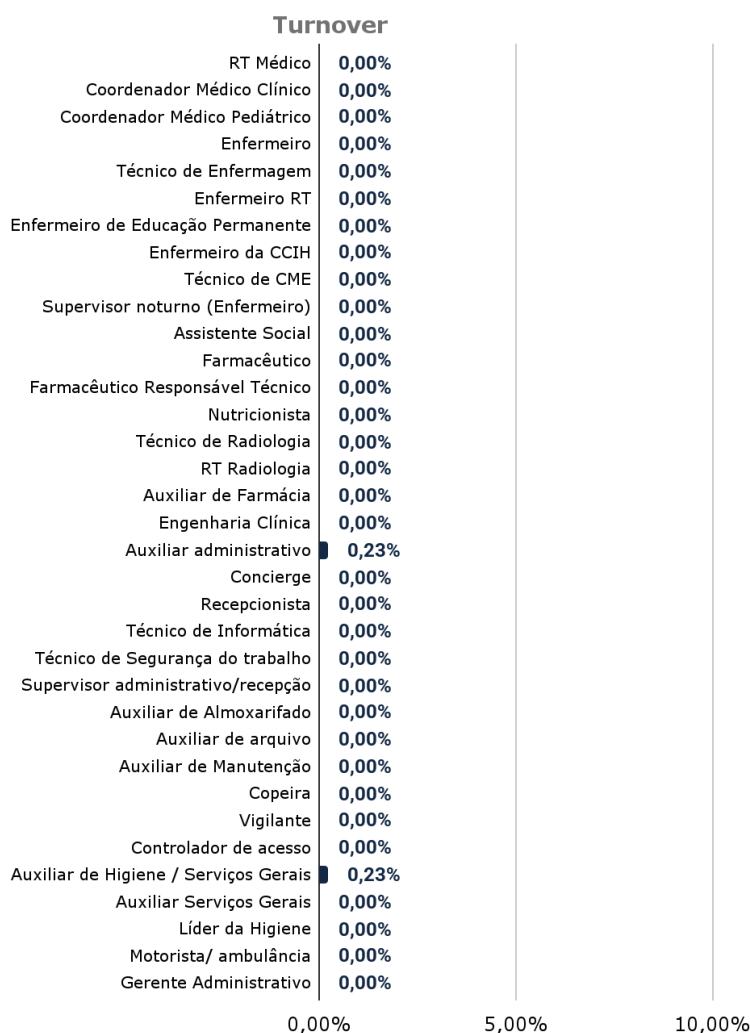 Turnover
RT Médico 0,00%
Coordenador Médico Clínico 0,00%
Coordenador Médico Pediátrico 0,00%
Enfermeiro 0,00%
Técnico de Enfermagem 0,00%
Enfermeiro RT 0,00%
Enfermeiro de Educação Permanente 0,00%
Enfermeiro da CCIH 0,00%
Técnico de CME 0,00%
Supervisor noturno (Enfermeiro) 0,00%
Assistente Social 0,00%
Farmacêutico 0,00%
Farmacêutico Responsável Técnico 0,00%
Nutricionista 0,00%
Técnico de Radiologia 0,00%
RT Radiologia 0,00%
Auxiliar de Farmácia 0,00%
Engenharia Clínica 0,00%
Auxiliar administrativo 0,23%
Concierge 0,00%
Recepcionista 0,00%
Técnico de Informática 0,00%
Técnico de Segurança do trabalho 0,00%
Supervisor administrativo/recepção 0,00%
Auxiliar de Almoxarifado 0,00%
Auxiliar de arquivo 0,00%
Auxiliar de Manutenção 0,00%
Copeira 0,00%
Vigilante 0,00%
Controlador de acesso 0,00%
Auxiliar de Higiene / Serviços Gerais 0,23%
Auxiliar Serviços Gerais 0,00%
Líder da Higiene 0,00%
Motorista/ ambulância 0,00%
Gerente Administrativo 0,00%
0,00% 5,00% 10,00%